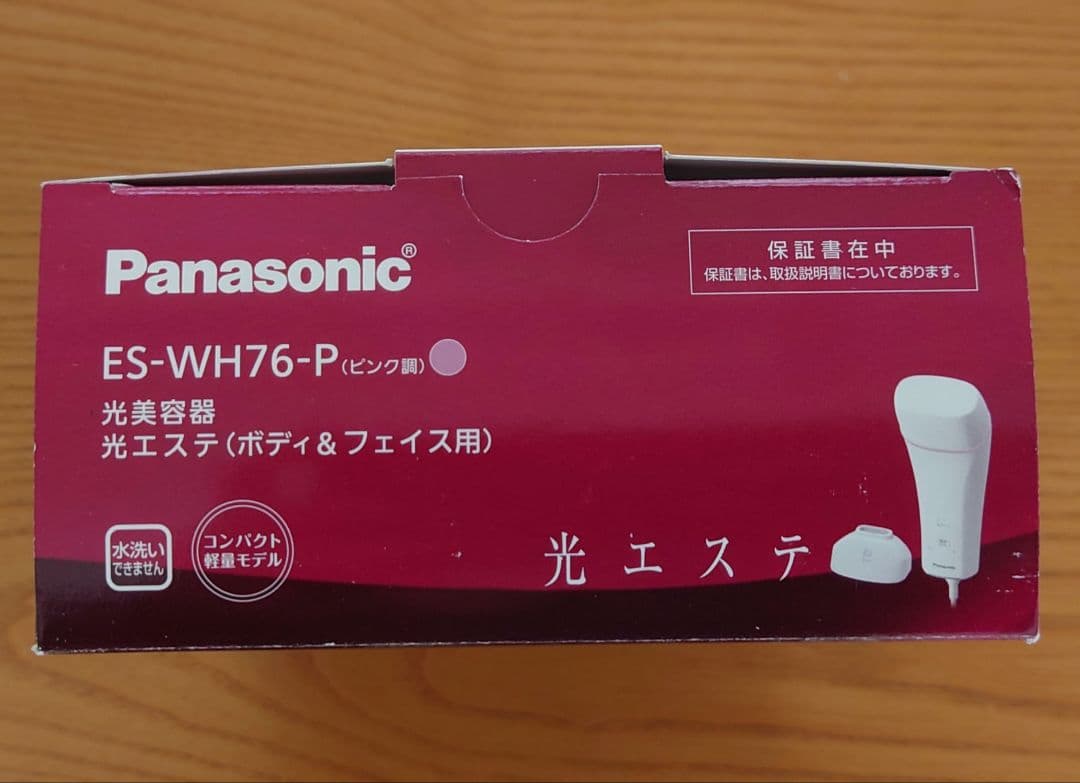 Panasonic®
保証書在中
保証書は、取扱説明書についております。
ES-WH76-P(ピンク調)
光美容器
光エステ(ボディ&フェイス用)
水洗い
できません
コンパクト
軽量モデル
光エステ
Panasonic